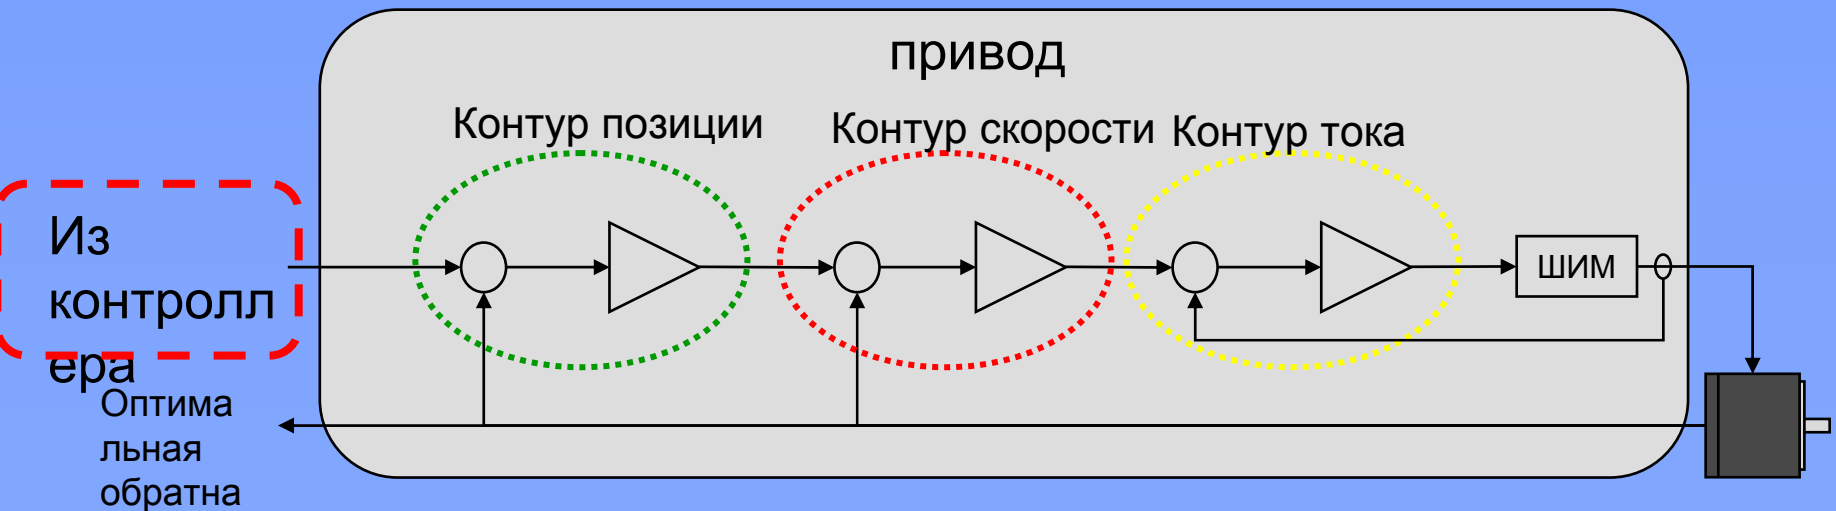 привод
Контур позиции
Контур скорости
Контур тока
Из
контролл
ера
ШИМ
Оптима
льная
обратна